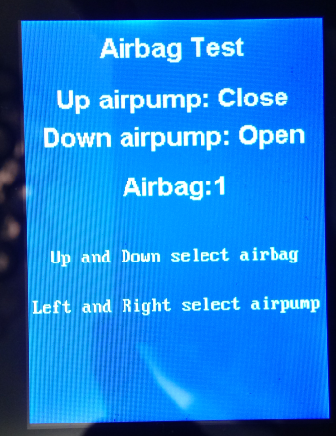 Airbag Test
Up airpump: Close
Down airpump: Open
Airbag:1
Up and Down select airbag
Left and Right select airpump